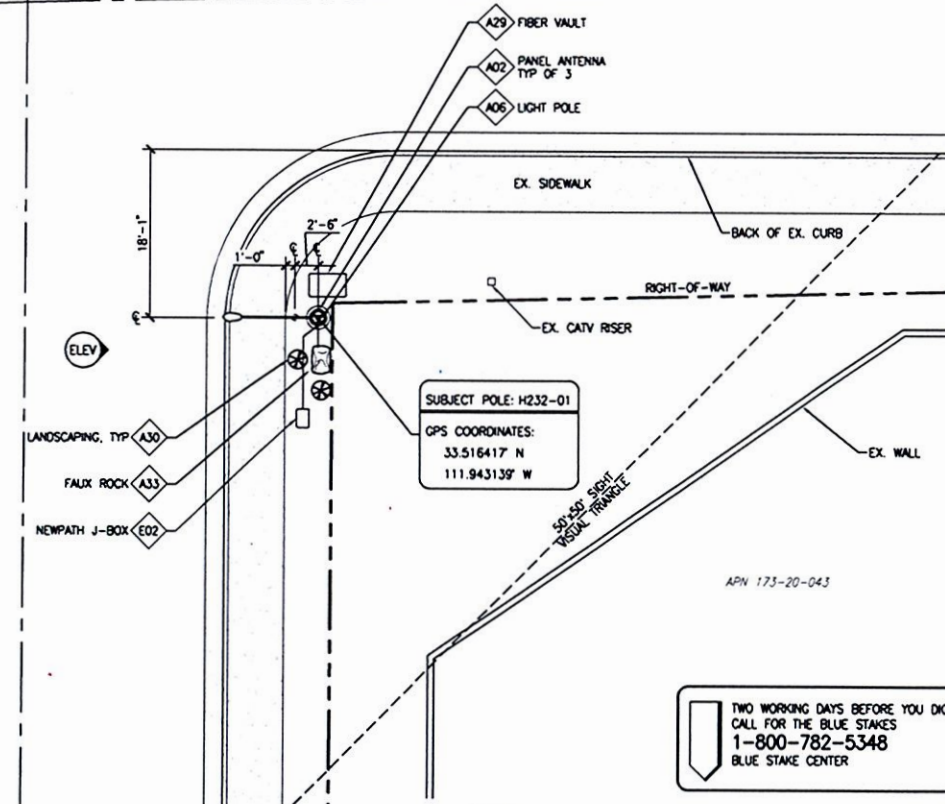 A29 FIBER VAULT
A02 PANEL ANTENNA
TYP OF 3
A06 LIGHT POLE
EX. SIDEWALK
18'-1"
2'-6"
1'-0"
BACK OF EX. CURB
RIGHT-OF-WAY
EX. CATV RISER
ELEV
SUBJECT POLE: H232-01
GPS COORDINATES:
33.516417° N
111.943139° W
LANDSCAPING, TYP A30
FAUX ROCK A33
NEWPATH J-BOX E02
EX. WALL
50'x50' SIGHT
VISUAL TRIANGLE
APN 173-20-043
TWO WORKING DAYS BEFORE YOU DIG
CALL FOR THE BLUE STAKES
1-800-782-5348
BLUE STAKE CENTER